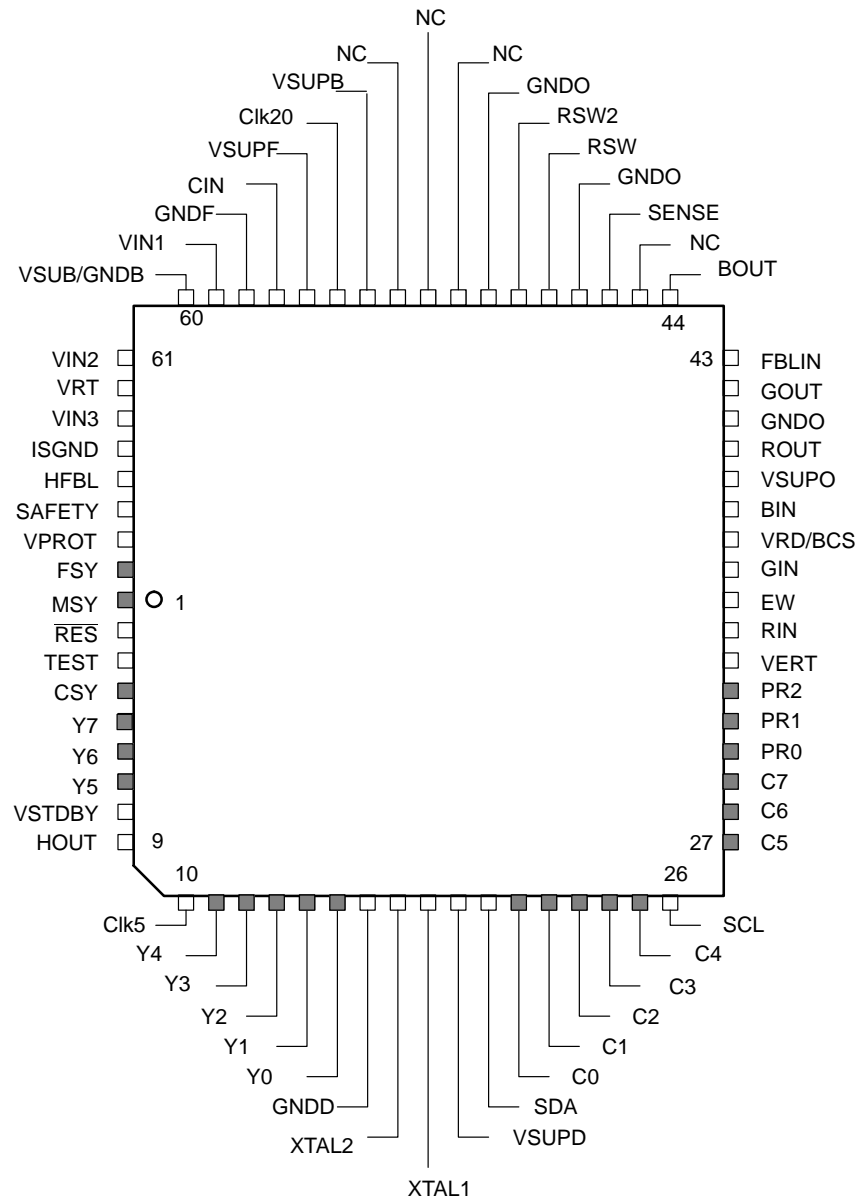 NC
NC
NC
VSUPB
GNDO
Clk20
RSW2
VSUPF
RSW
CIN
GNDO
GNDF
SENSE
VIN1
NC
VSUB/GNDB
BOUT
60
44
VIN2
61
43
FBLIN
VRT
GOUT
VIN3
GNDO
ISGND
ROUT
HFBL
VSUPO
SAFETY
BIN
VPROT
VRD/BCS
FSY
GIN
MSY
1
EW
RES
RIN
TEST
VERT
CSY
PR2
Y7
PR1
Y6
PR0
Y5
C7
VSTDBY
C6
HOUT
9
27
C5
10
26
Clk5
SCL
Y4
C4
Y3
C3
Y2
C2
Y1
C1
Y0
C0
GNDD
SDA
XTAL2
VSUPD
XTAL1